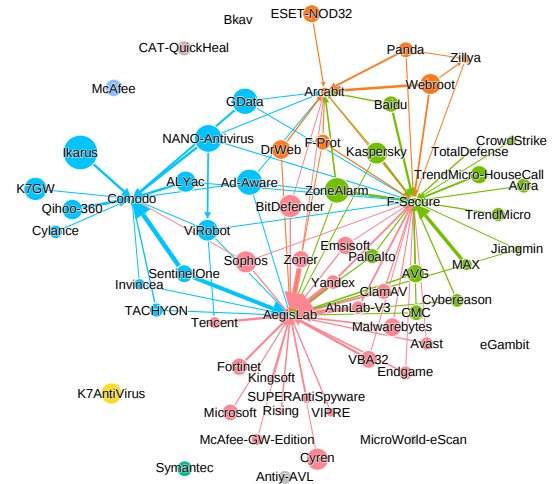 ESET-NOD32
Bkav
CAT-QuickHeal
Panda
Zillya
McAfee
Arcabit
Webroot
GData
Baidu
NANO-Antivirus
DrWeb
F-Prot
CrowdStrike
Ikarus
Kaspersky
TotalDefense
TrendMicro-HouseCall
K7GW
ALYac
Ad-Aware
ZoneAlarm
Avira
Comodo
F-Secure
Qihoo-360
BitDefender
TrendMicro
Cylance
ViRobot
Emsisoft
Jiangmin
Sophos
Zoner
Paloalto
MAX
SentinelOne
AVG
Invincea
Yandex
ClamAV
Cybereason
TACHYON
AhnLab-V3
CMC
AegisLab
Tencent
Malwarebytes
Avast
eGambit
VBA32
Fortinet
Endgame
Kingsoft
K7AntiVirus
SUPERAntiSpyware
Microsoft
Rising
VIPRE
McAfee-GW-Edition
MicroWorld-eScan
Cyren
Symantec
Antiy-AVL